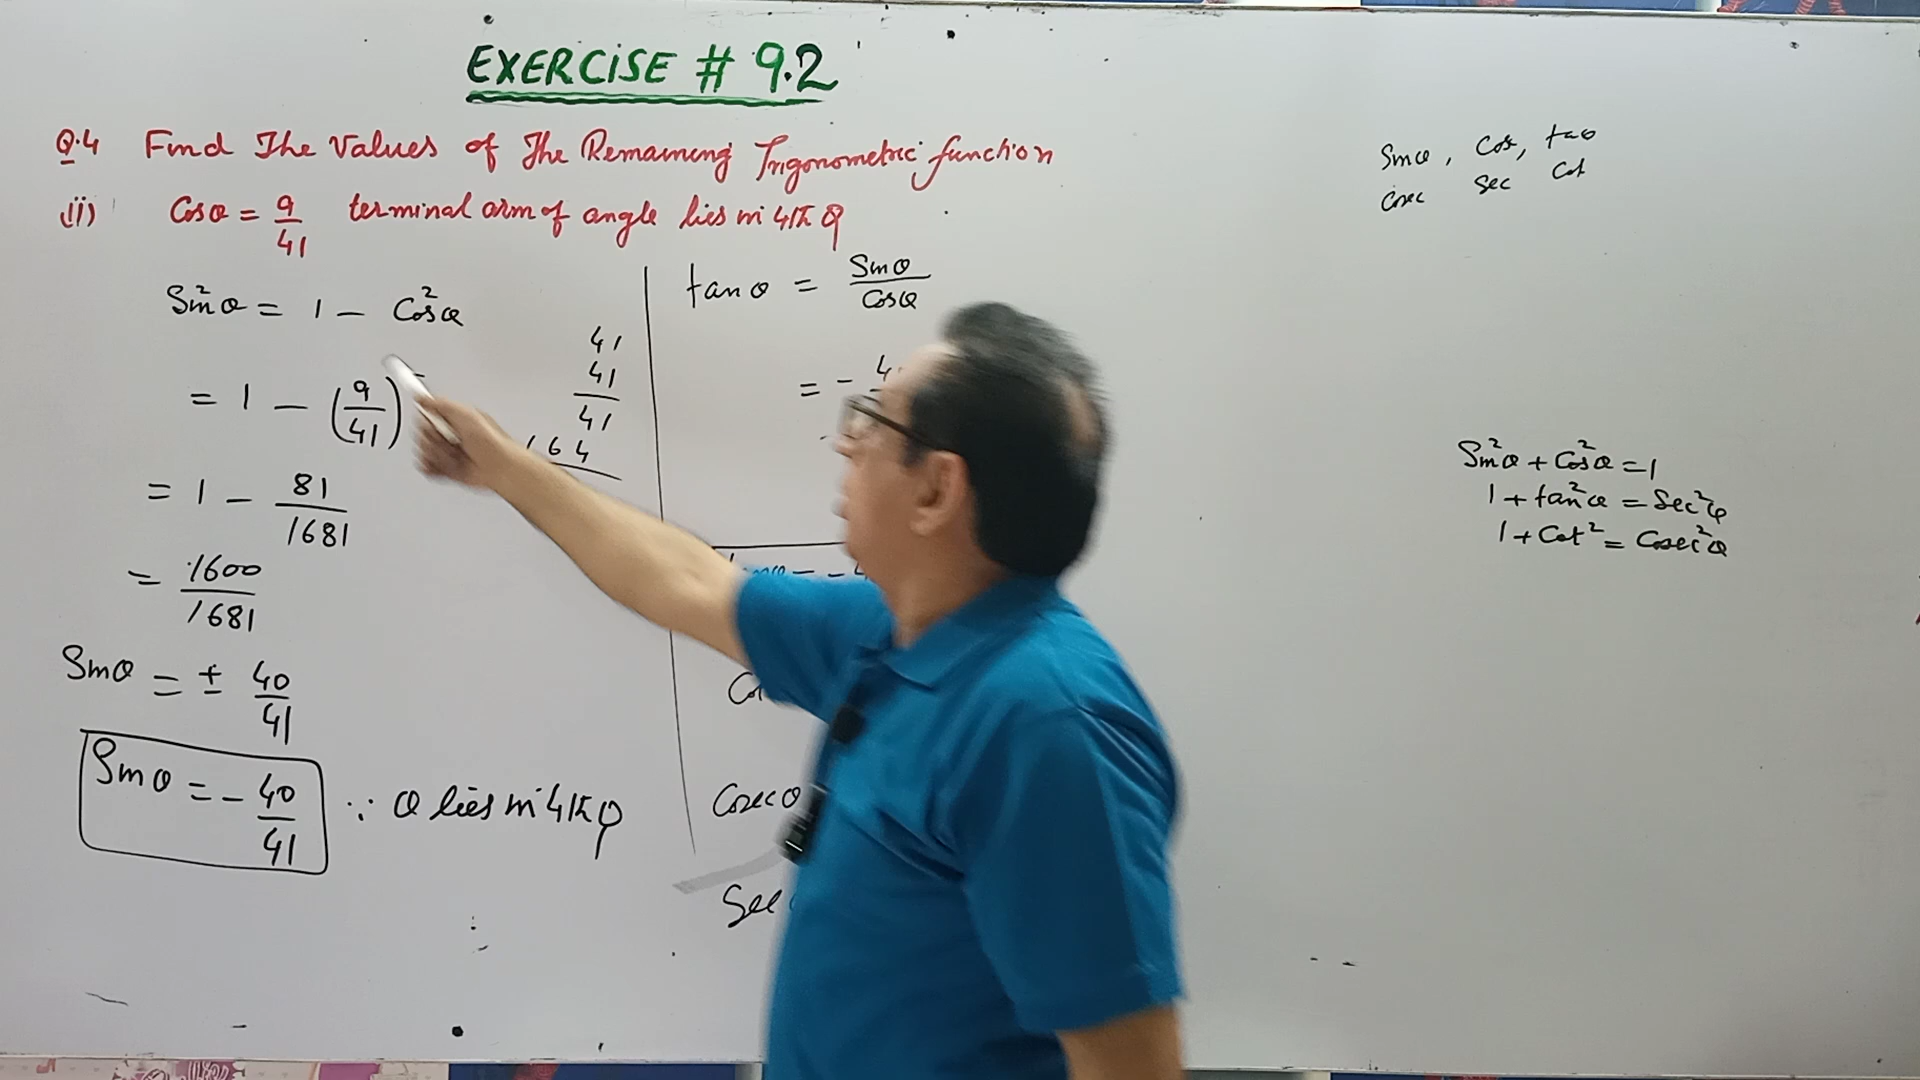 EXERCISE # 9.2
Q.4 Find The Values of The Remaining Trigonometric function
(ii) Cosθ = 9/41 terminal arm of angle lies in 4th Q
Sin²θ = 1 - Cos²θ
= 1 - (9/41)
= 1 - 81/1681
= 1600/1681
Sinθ = ± 40/41
Sinθ = - 40/41 ∵ θ lies in 4th Q
41
41
41
164
tanθ = Sinθ/Cosθ
= -
Cosecθ
Sec
Sinθ, Cos, tanθ
Cosec Sec Cot
Sin²θ + Cos²θ = 1
1 + tan²θ = Sec²θ
1 + Cot² = Cosec²θ